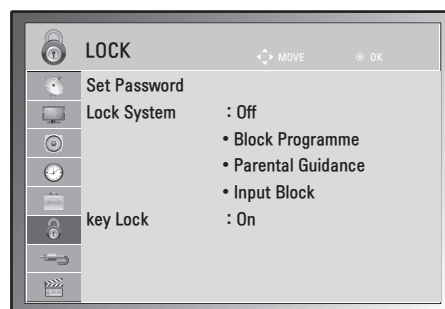 LOCK MOVE OK
Set Password
Lock System : Off
• Block Programme
• Parental Guidance
• Input Block
key Lock : On